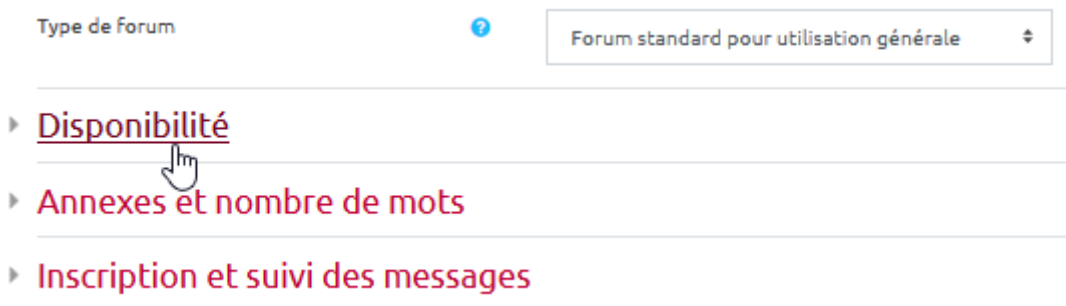 Type de forum
?
Forum standard pour utilisation générale
Disponibilité
Annexes et nombre de mots
Inscription et suivi des messages